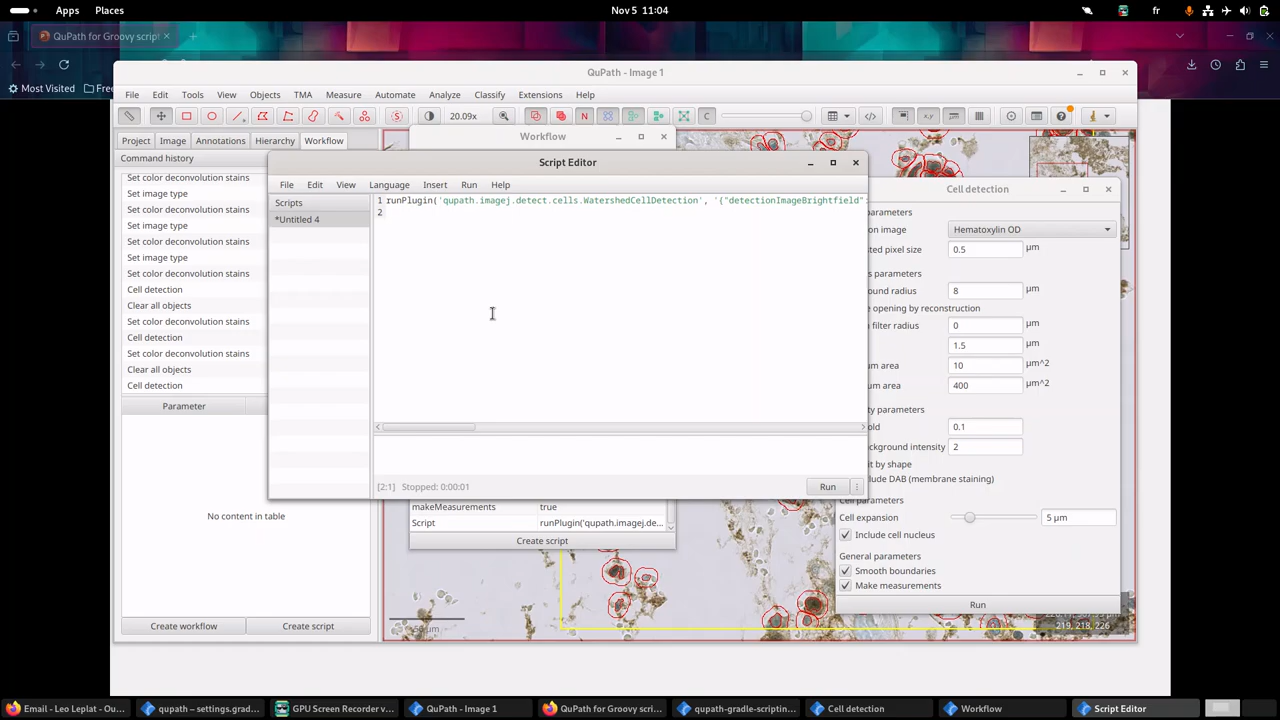 Apps Places
Nov 5 11:04
fr
QuPath for Groovy script
Most Visited
QuPath - Image 1
File Edit Tools View Objects TMA Measure Automate Analyze Classify Extensions Help
20.09x
Project Image Annotations Hierarchy Workflow
Command history
Set color deconvolution stains
Set image type
Set color deconvolution stains
Set image type
Set color deconvolution stains
Set image type
Set color deconvolution stains
Cell detection
Clear all objects
Set color deconvolution stains
Cell detection
Set color deconvolution stains
Clear all objects
Cell detection
Parameter
No content in table
Create workflow Create script
Workflow
makeMeasurements true
Script runPlugin('qupath.imagej.de...
Create script
Script Editor
File Edit View Language Insert Run Help
Scripts
*Untitled 4
1 runPlugin('qupath.imagej.detect.cells.WatershedCellDetection', '{"detectionImageBrightfield":
2
[2:1] Stopped: 0:00:01
Run
Cell detection
parameters
Hematoxylin OD
pixel size 0.5 µm
parameters
radius 8 µm
opening by reconstruction
filter radius 0 µm
1.5 µm
area 10 µm^2
area 400 µm^2
parameters
0.1
intensity 2
by shape
DAB (membrane staining)
Cell parameters
Cell expansion 5 µm
Include cell nucleus
General parameters
Smooth boundaries
Make measurements
Run
219, 218, 226
Email - Leo Leplat - Ou...
qupath – settings.grad...
GPU Screen Recorder v...
QuPath - Image 1
QuPath for Groovy scri...
qupath-gradle-scriptin...
Cell detection
Workflow
Script Editor